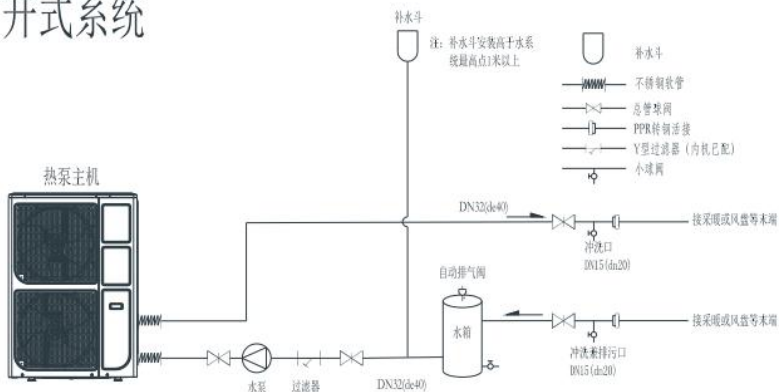 开式系统
补水斗
注：补水斗安装高于水系
统最高点1米以上
补水斗
不锈钢软管
总管球阀
PPR转铜活接
Y型过滤器（内机已配）
小球阀
热泵主机
DN32(de40)
接采暖或风盘等末端
冲洗口
DN15(dn20)
自动排气阀
水箱
接采暖或风盘等末端
冲洗兼排污口
DN15(dn20)
水泵
过滤器
DN32(de40)